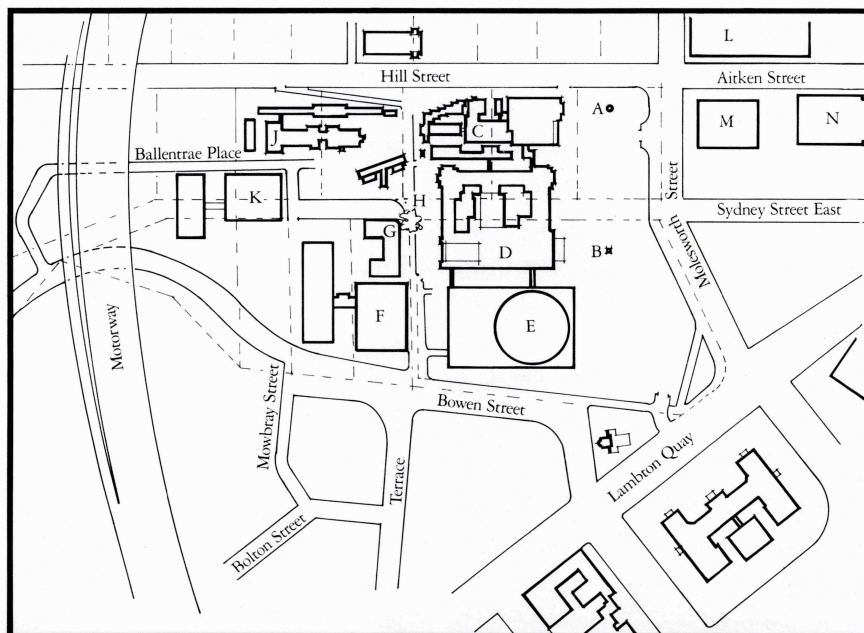 L
Hill Street
Aitken Street
A
C
M
N
J
Ballentrae Place
Street
K
H
Sydney Street East
G
D
B
Molesworth
F
E
Motorway
Bowen Street
Mowbray Street
Terrace
Lambton Quay
Bolton Street